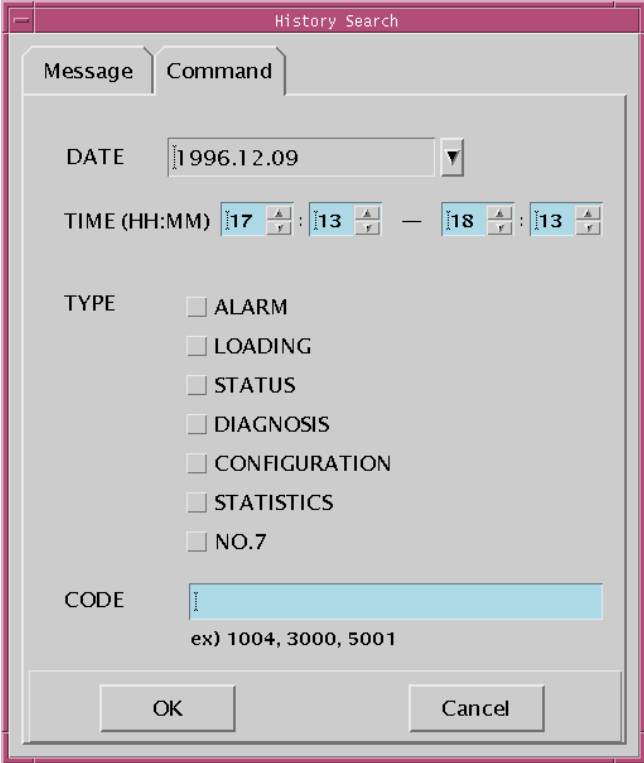 History Search
Message Command
DATE 1996.12.09
TIME (HH:MM) 17 : 13 — 18 : 13
TYPE ALARM
LOADING
STATUS
DIAGNOSIS
CONFIGURATION
STATISTICS
NO.7
CODE
ex) 1004, 3000, 5001
OK Cancel